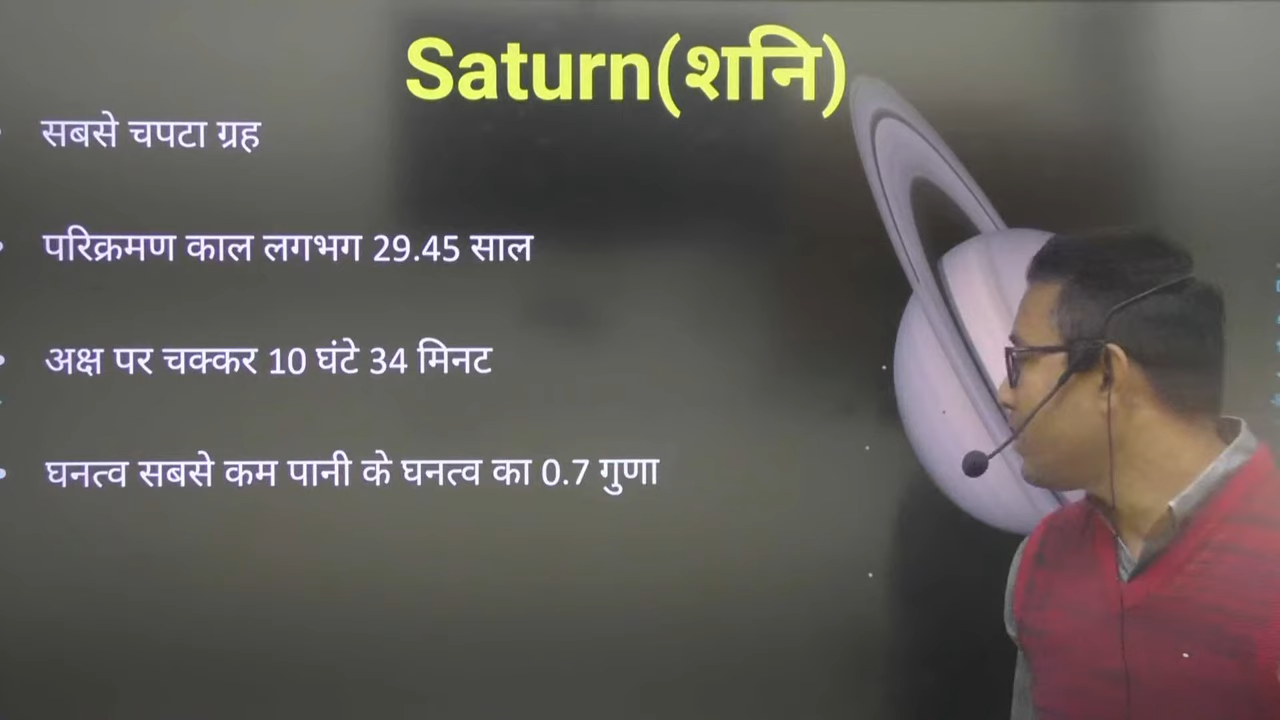 Saturn(शनि)
सबसे चपटा ग्रह
परिक्रमण काल लगभग 29.45 साल
अक्ष पर चक्कर 10 घंटे 34 मिनट
घनत्व सबसे कम पानी के घनत्व का 0.7 गुणा